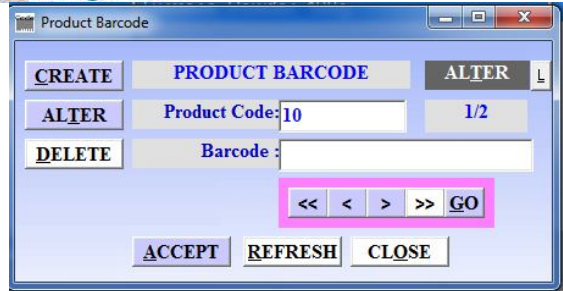 Product Barcode
CREATE PRODUCT BARCODE ALTER L
ALTER Product Code: 10 1/2
DELETE Barcode :
<< < > >> GO
ACCEPT REFRESH CLOSE